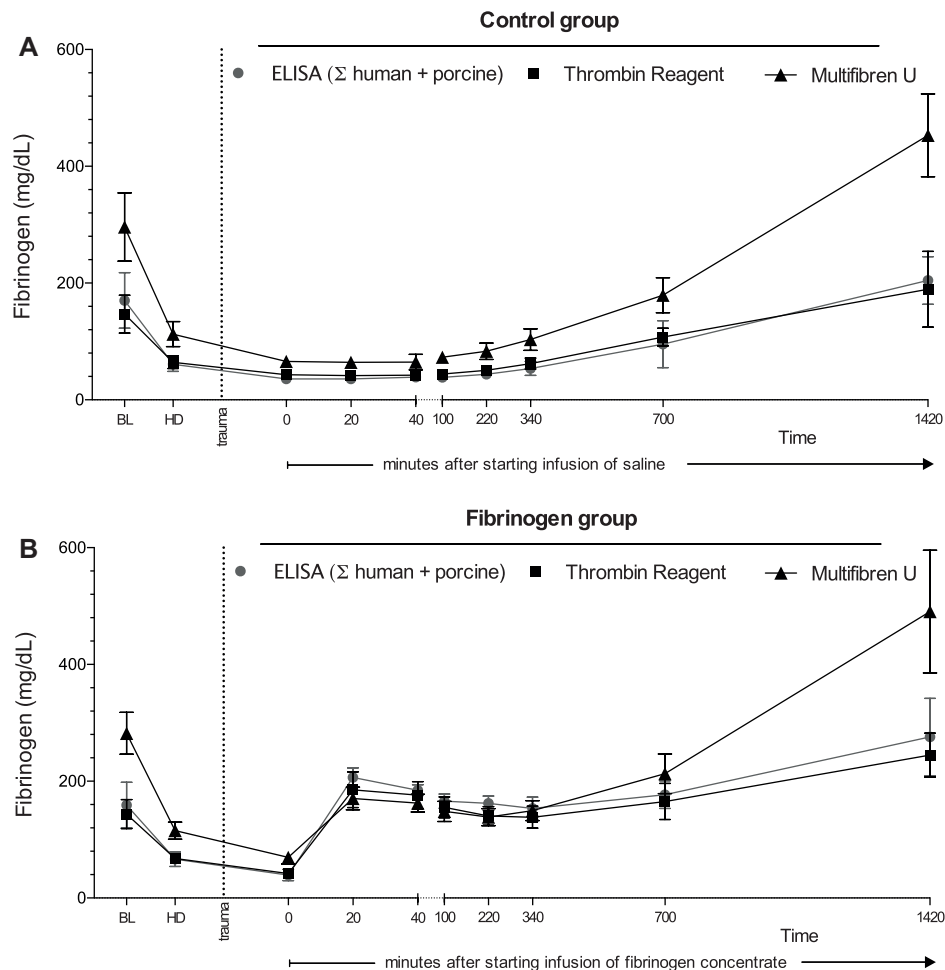 Control group
A
600
ELISA (Σ human + porcine) Thrombin Reagent Multifibren U
400
Fibrinogen (mg/dL)
200
0
BL HD trauma 0 20 40 100 220 340 700 1420
Time
minutes after starting infusion of saline
Fibrinogen group
B
600
ELISA (Σ human + porcine) Thrombin Reagent Multifibren U
400
Fibrinogen (mg/dL)
200
0
BL HD trauma 0 20 40 100 220 340 700 1420
Time
minutes after starting infusion of fibrinogen concentrate